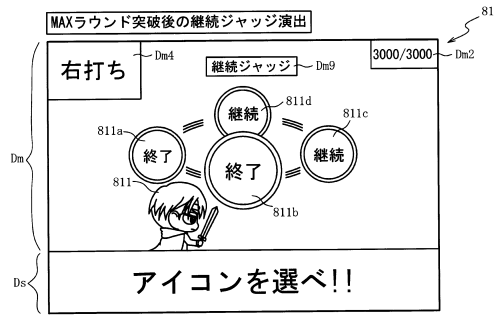 MAXラウンド突破後の継続ジャッジ演出
81
右打ち
Dm4
継続ジャッジ
Dm9
3000/3000
Dm2
継続
811d
811a
終了
811c
継続
終了
811
811b
Dm
アイコンを選べ!!
Ds